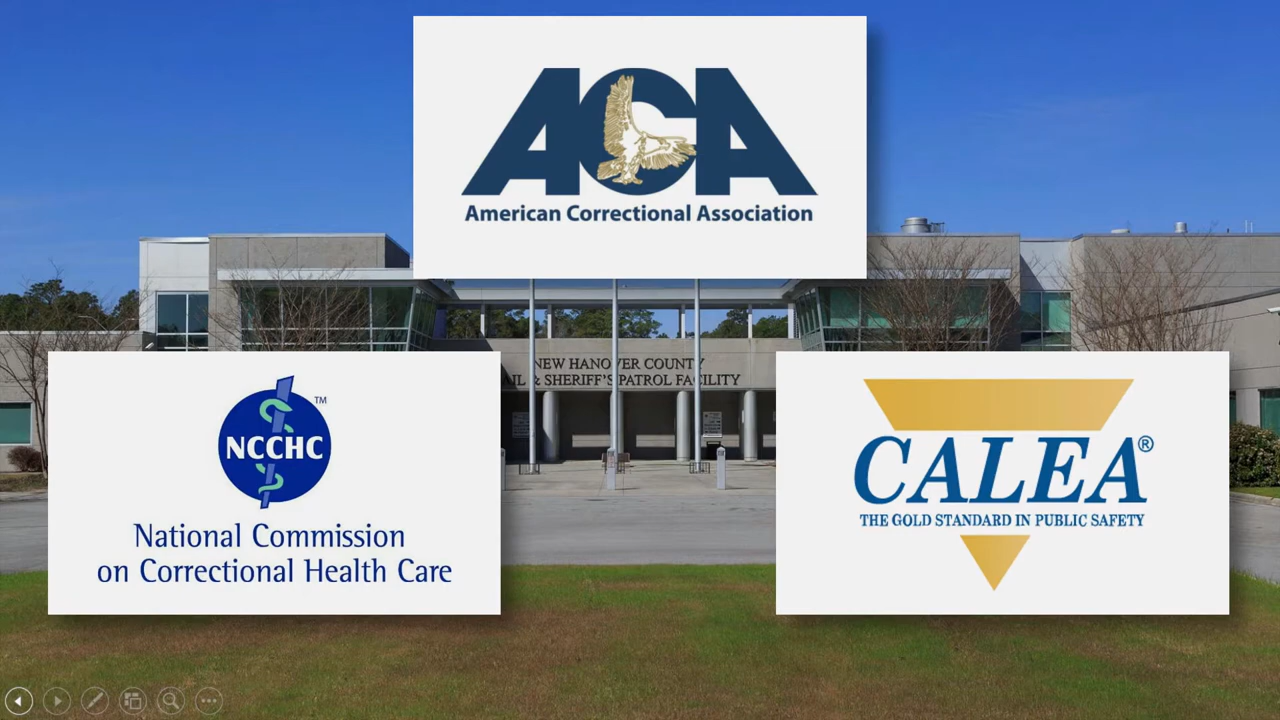 ACA
American Correctional Association
NEW HANOVER COUNTY
& SHERIFF'S PATROL FACILITY
NCCHC
TM
National Commission
on Correctional Health Care
CALEA®
THE GOLD STANDARD IN PUBLIC SAFETY